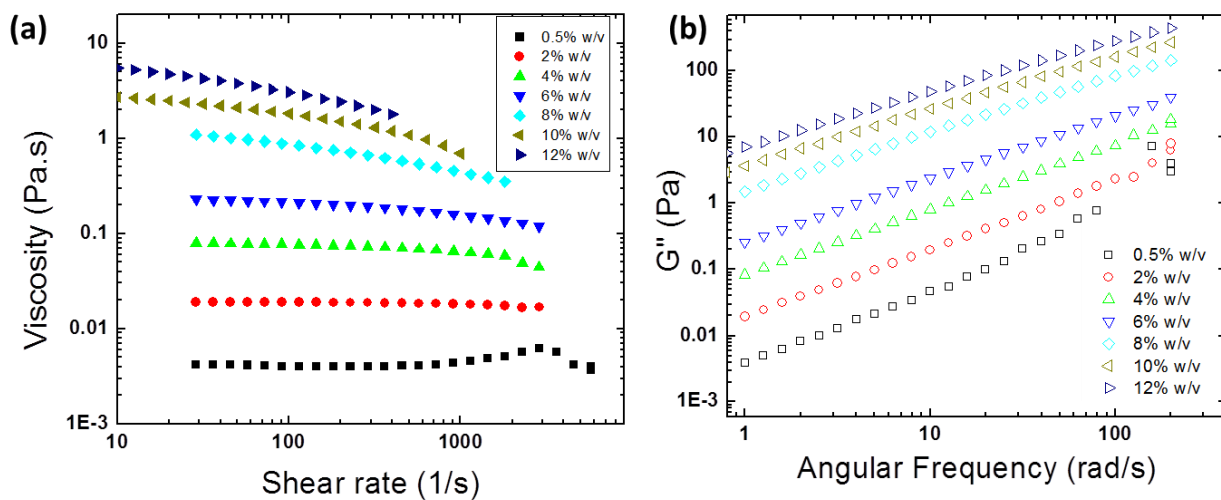 (a)
10
1
0.1
0.01
1E-3
Viscosity (Pa.s)
10
100
1000
Shear rate (1/s)
0.5% w/v
2% w/v
4% w/v
6% w/v
8% w/v
10% w/v
12% w/v
(b)
100
10
1
0.1
0.01
1E-3
G" (Pa)
1
10
100
Angular Frequency (rad/s)
0.5% w/v
2% w/v
4% w/v
6% w/v
8% w/v
10% w/v
12% w/v